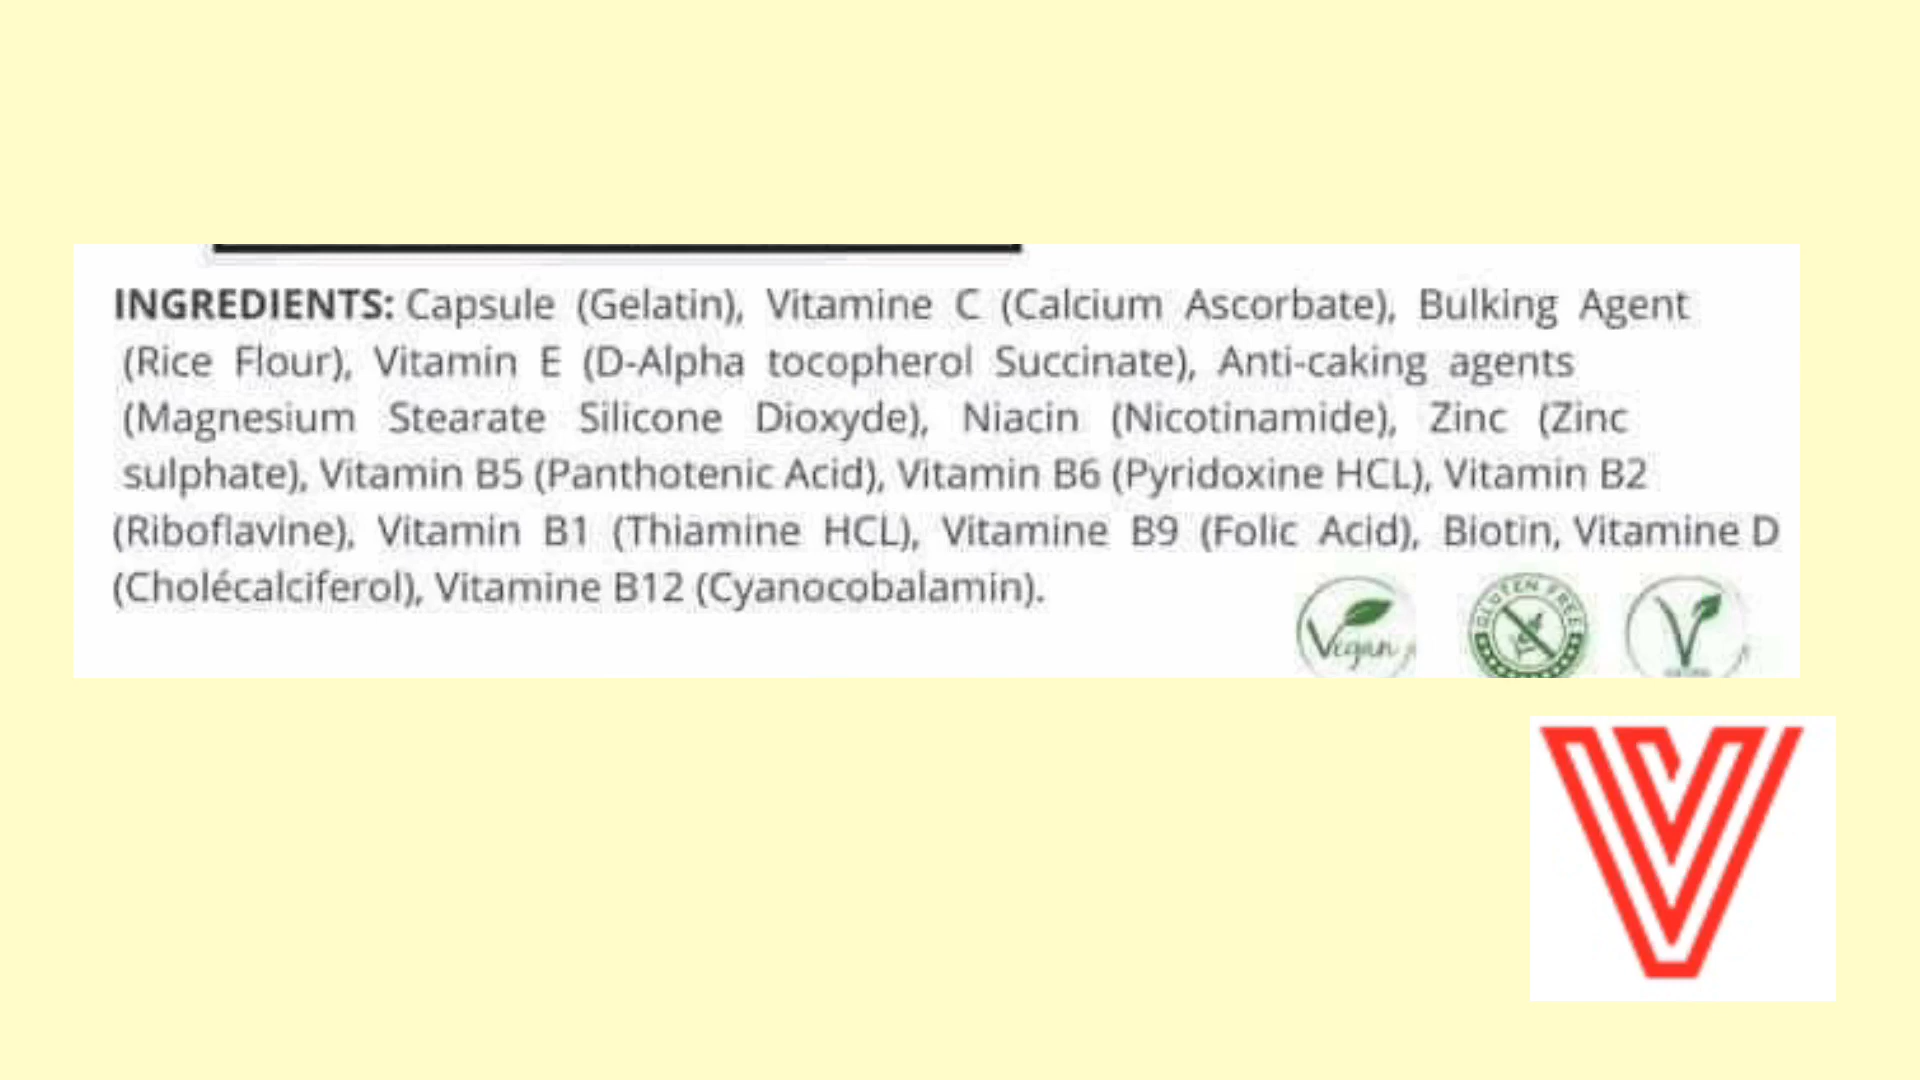 INGREDIENTS: Capsule (Gelatin), Vitamine C (Calcium Ascorbate), Bulking Agent
(Rice Flour), Vitamin E (D-Alpha tocopherol Succinate), Anti-caking agents
(Magnesium Stearate Silicone Dioxyde), Niacin (Nicotinamide), Zinc (Zinc
sulphate), Vitamin B5 (Panthotenic Acid), Vitamin B6 (Pyridoxine HCL), Vitamin B2
(Riboflavine), Vitamin B1 (Thiamine HCL), Vitamine B9 (Folic Acid), Biotin, Vitamine D
(Cholécalciferol), Vitamine B12 (Cyanocobalamin).
Vegan
GLUTEN FREE
V